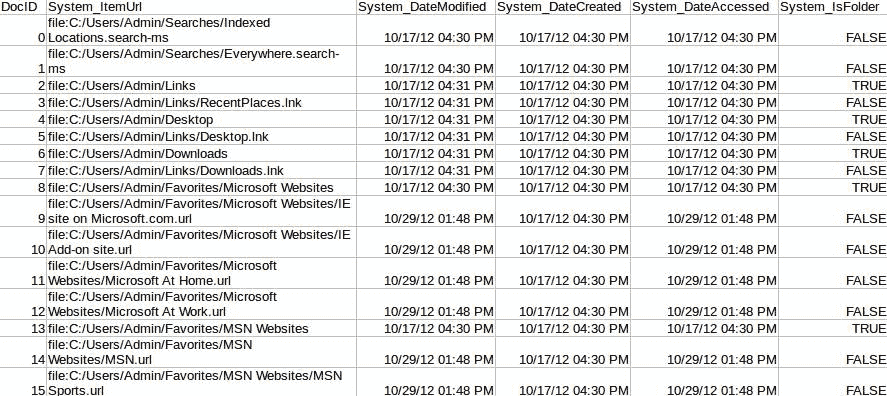 DocID System_ItemUrl System_DateModified System_DateCreated System_DateAccessed System_IsFolder
file:C:/Users/Admin/Searches/Indexed
0 Locations.search-ms 10/17/12 04:30 PM 10/17/12 04:30 PM 10/17/12 04:30 PM FALSE
file:C:/Users/Admin/Searches/Everywhere.search-
1 ms 10/17/12 04:30 PM 10/17/12 04:30 PM 10/17/12 04:30 PM FALSE
2 file:C:/Users/Admin/Links 10/17/12 04:31 PM 10/17/12 04:30 PM 10/17/12 04:31 PM TRUE
3 file:C:/Users/Admin/Links/RecentPlaces.lnk 10/17/12 04:31 PM 10/17/12 04:30 PM 10/17/12 04:31 PM FALSE
4 file:C:/Users/Admin/Desktop 10/17/12 04:31 PM 10/17/12 04:30 PM 10/17/12 04:31 PM TRUE
5 file:C:/Users/Admin/Links/Desktop.lnk 10/17/12 04:31 PM 10/17/12 04:30 PM 10/17/12 04:31 PM FALSE
6 file:C:/Users/Admin/Downloads 10/17/12 04:31 PM 10/17/12 04:30 PM 10/17/12 04:31 PM TRUE
7 file:C:/Users/Admin/Links/Downloads.lnk 10/17/12 04:31 PM 10/17/12 04:30 PM 10/17/12 04:31 PM FALSE
8 file:C:/Users/Admin/Favorites/Microsoft Websites 10/17/12 04:30 PM 10/17/12 04:30 PM 10/17/12 04:30 PM TRUE
file:C:/Users/Admin/Favorites/Microsoft Websites/IE
9 site on Microsoft.com.url 10/29/12 01:48 PM 10/17/12 04:30 PM 10/29/12 01:48 PM FALSE
file:C:/Users/Admin/Favorites/Microsoft Websites/IE
10 Add-on site.url 10/29/12 01:48 PM 10/17/12 04:30 PM 10/29/12 01:48 PM FALSE
file:C:/Users/Admin/Favorites/Microsoft
11 Websites/Microsoft At Home.url 10/29/12 01:48 PM 10/17/12 04:30 PM 10/29/12 01:48 PM FALSE
file:C:/Users/Admin/Favorites/Microsoft
12 Websites/Microsoft At Work.url 10/29/12 01:48 PM 10/17/12 04:30 PM 10/29/12 01:48 PM FALSE
13 file:C:/Users/Admin/Favorites/MSN Websites 10/17/12 04:30 PM 10/17/12 04:30 PM 10/17/12 04:30 PM TRUE
file:C:/Users/Admin/Favorites/MSN
14 Websites/MSN.url 10/29/12 01:48 PM 10/17/12 04:30 PM 10/29/12 01:48 PM FALSE
file:C:/Users/Admin/Favorites/MSN Websites/MSN
15 Sports.url 10/29/12 01:48 PM 10/17/12 04:30 PM 10/29/12 01:48 PM FALSE